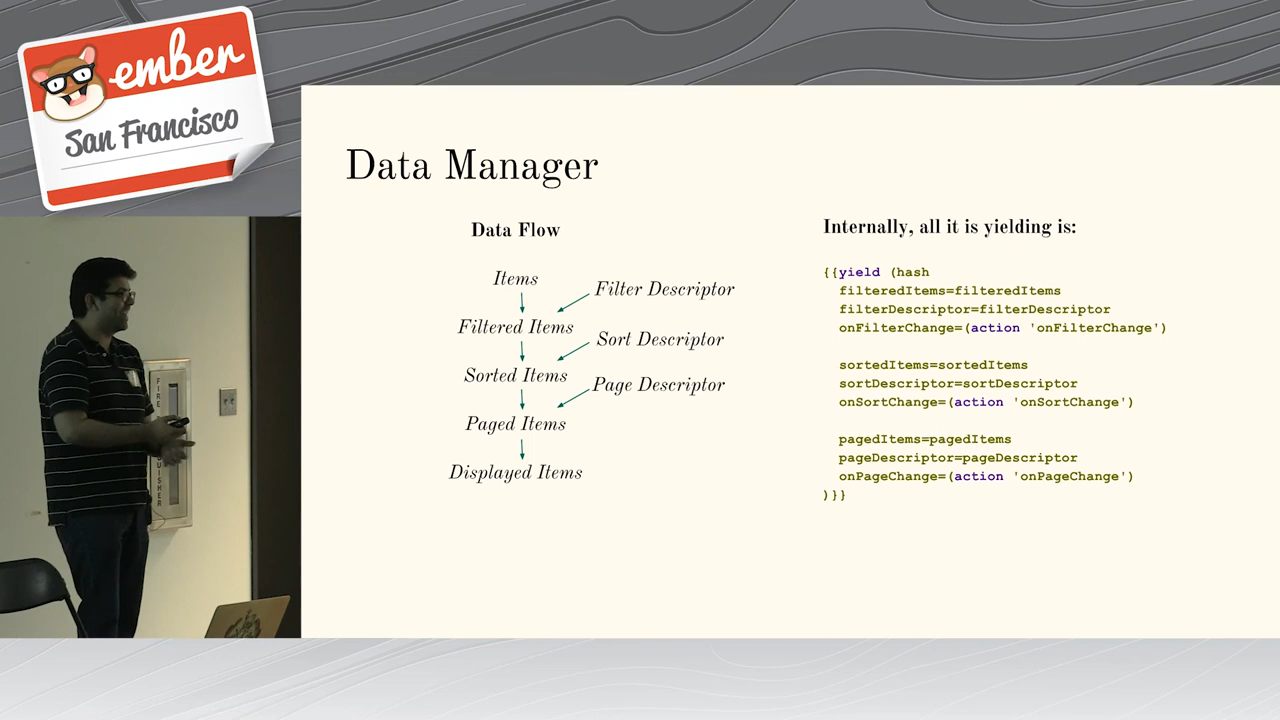 ember
San Francisco
Data Manager
Data Flow
Items
Filter Descriptor
Filtered Items
Sort Descriptor
Sorted Items
Page Descriptor
Paged Items
Displayed Items
Internally, all it is yielding is:
{{yield (hash
filteredItems=filteredItems
filterDescriptor=filterDescriptor
onFilterChange=(action 'onFilterChange')
sortedItems=sortedItems
sortDescriptor=sortDescriptor
onSortChange=(action 'onSortChange')
pagedItems=pagedItems
pageDescriptor=pageDescriptor
onPageChange=(action 'onPageChange')
)}}
FIRE
EXTINGUISHER